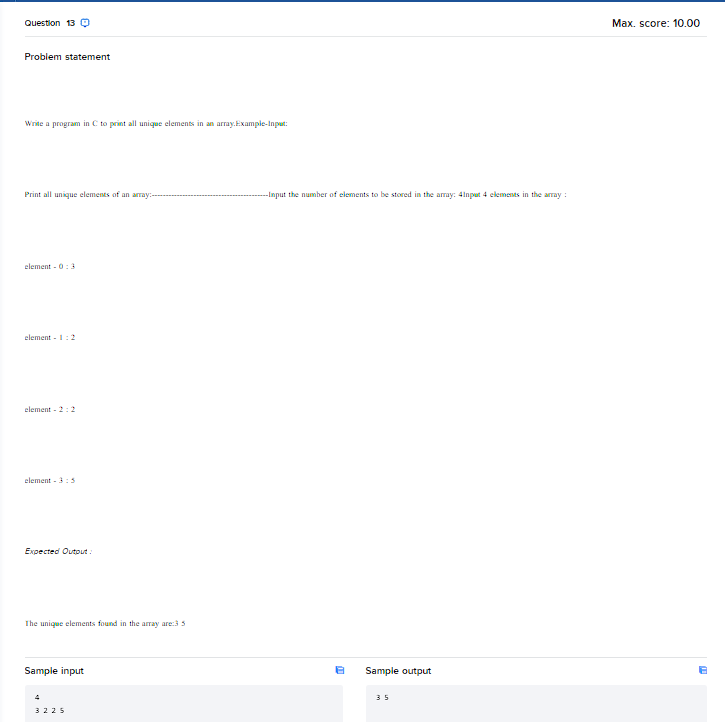 Question 13
Max. score: 10.00
Problem statement
Write a program in C to print all unique elements in an array.Example-Input:
Print all unique elements of an array:------------------------------------------Input the number of elements to be stored in the array: 4Input 4 elements in the array :
element - 0 : 3
element - 1 : 2
element - 2 : 2
element - 3 : 5
Expected Output :
The unique elements found in the array are:3 5
Sample input
Sample output
4
3 2 2 5
3 5